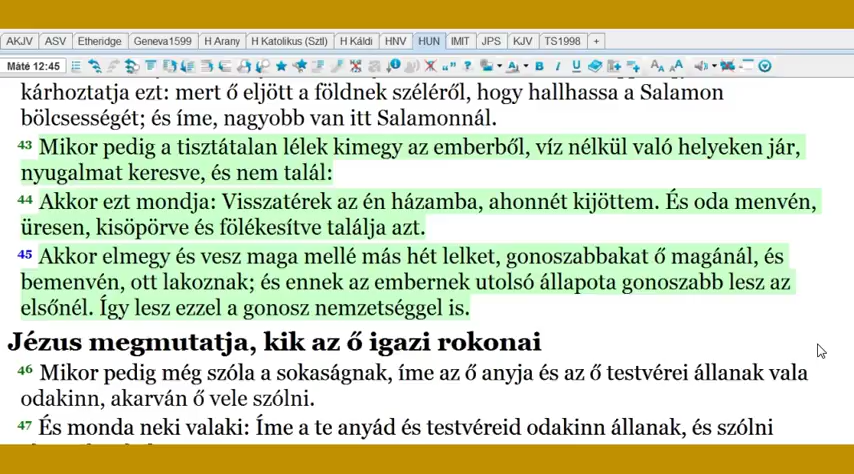 AKJV ASV Etheridge Geneva1599 H Arany H Katolikus (Sztl) H Káldi HNV HUN IMIT JPS KJV TS1998 +
Máté 12:45
kárhoztatja ezt: mert ő eljött a földnek széléről, hogy hallhassa a Salamon
bölcsességét; és íme, nagyobb van itt Salamonnál.
43 Mikor pedig a tisztátalan lélek kimegy az emberből, víz nélkül való helyeken jár,
nyugalmat keresve, és nem talál:
44 Akkor ezt mondja: Visszatérek az én házamba, ahonnét kijöttem. És oda menvén,
üresen, kisöpörve és fölékesítve találja azt.
45 Akkor elmegy és vesz maga mellé más hét lelket, gonoszabbakat ő magánál, és
bemenvén, ott lakoznak; és ennek az embernek utolsó állapota gonoszabb lesz az
elsőnél. Így lesz ezzel a gonosz nemzetséggel is.
Jézus megmutatja, kik az ő igazi rokonai
46 Mikor pedig még szóla a sokaságnak, íme az ő anyja és az ő testvérei állanak vala
odakinn, akarván ő vele szólni.
47 És monda neki valaki: Íme a te anyád és testvéreid odakinn állanak, és szólni